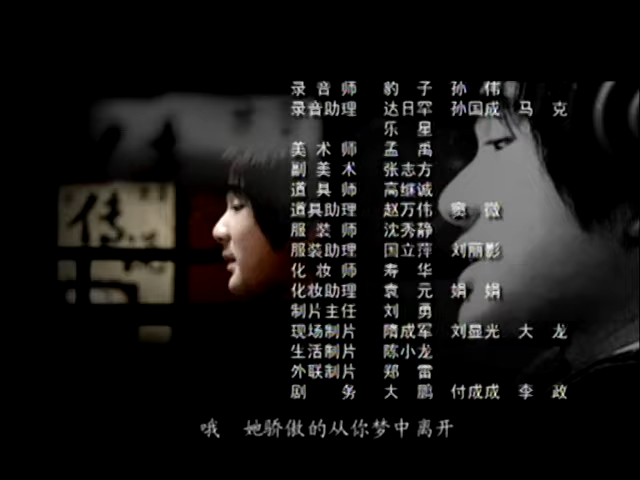 录音师 豹子 孙伟
录音助理 达日罕 孙国成 马克
乐星
美术师 孟禹
副美术 张志方
道具师 高继诚
道具助理 赵万伟 窦薇
服装师 沈秀静
服装助理 国立萍 刘丽影
化妆师 寿华
化妆助理 袁元 娟娟
制片主任 刘勇
现场制片 隋成军 刘显光 大龙
生活制片 陈小龙
外联制片 郑雷
剧务 大鹏 付成成 李政
传
哦 她骄傲的从你梦中离开